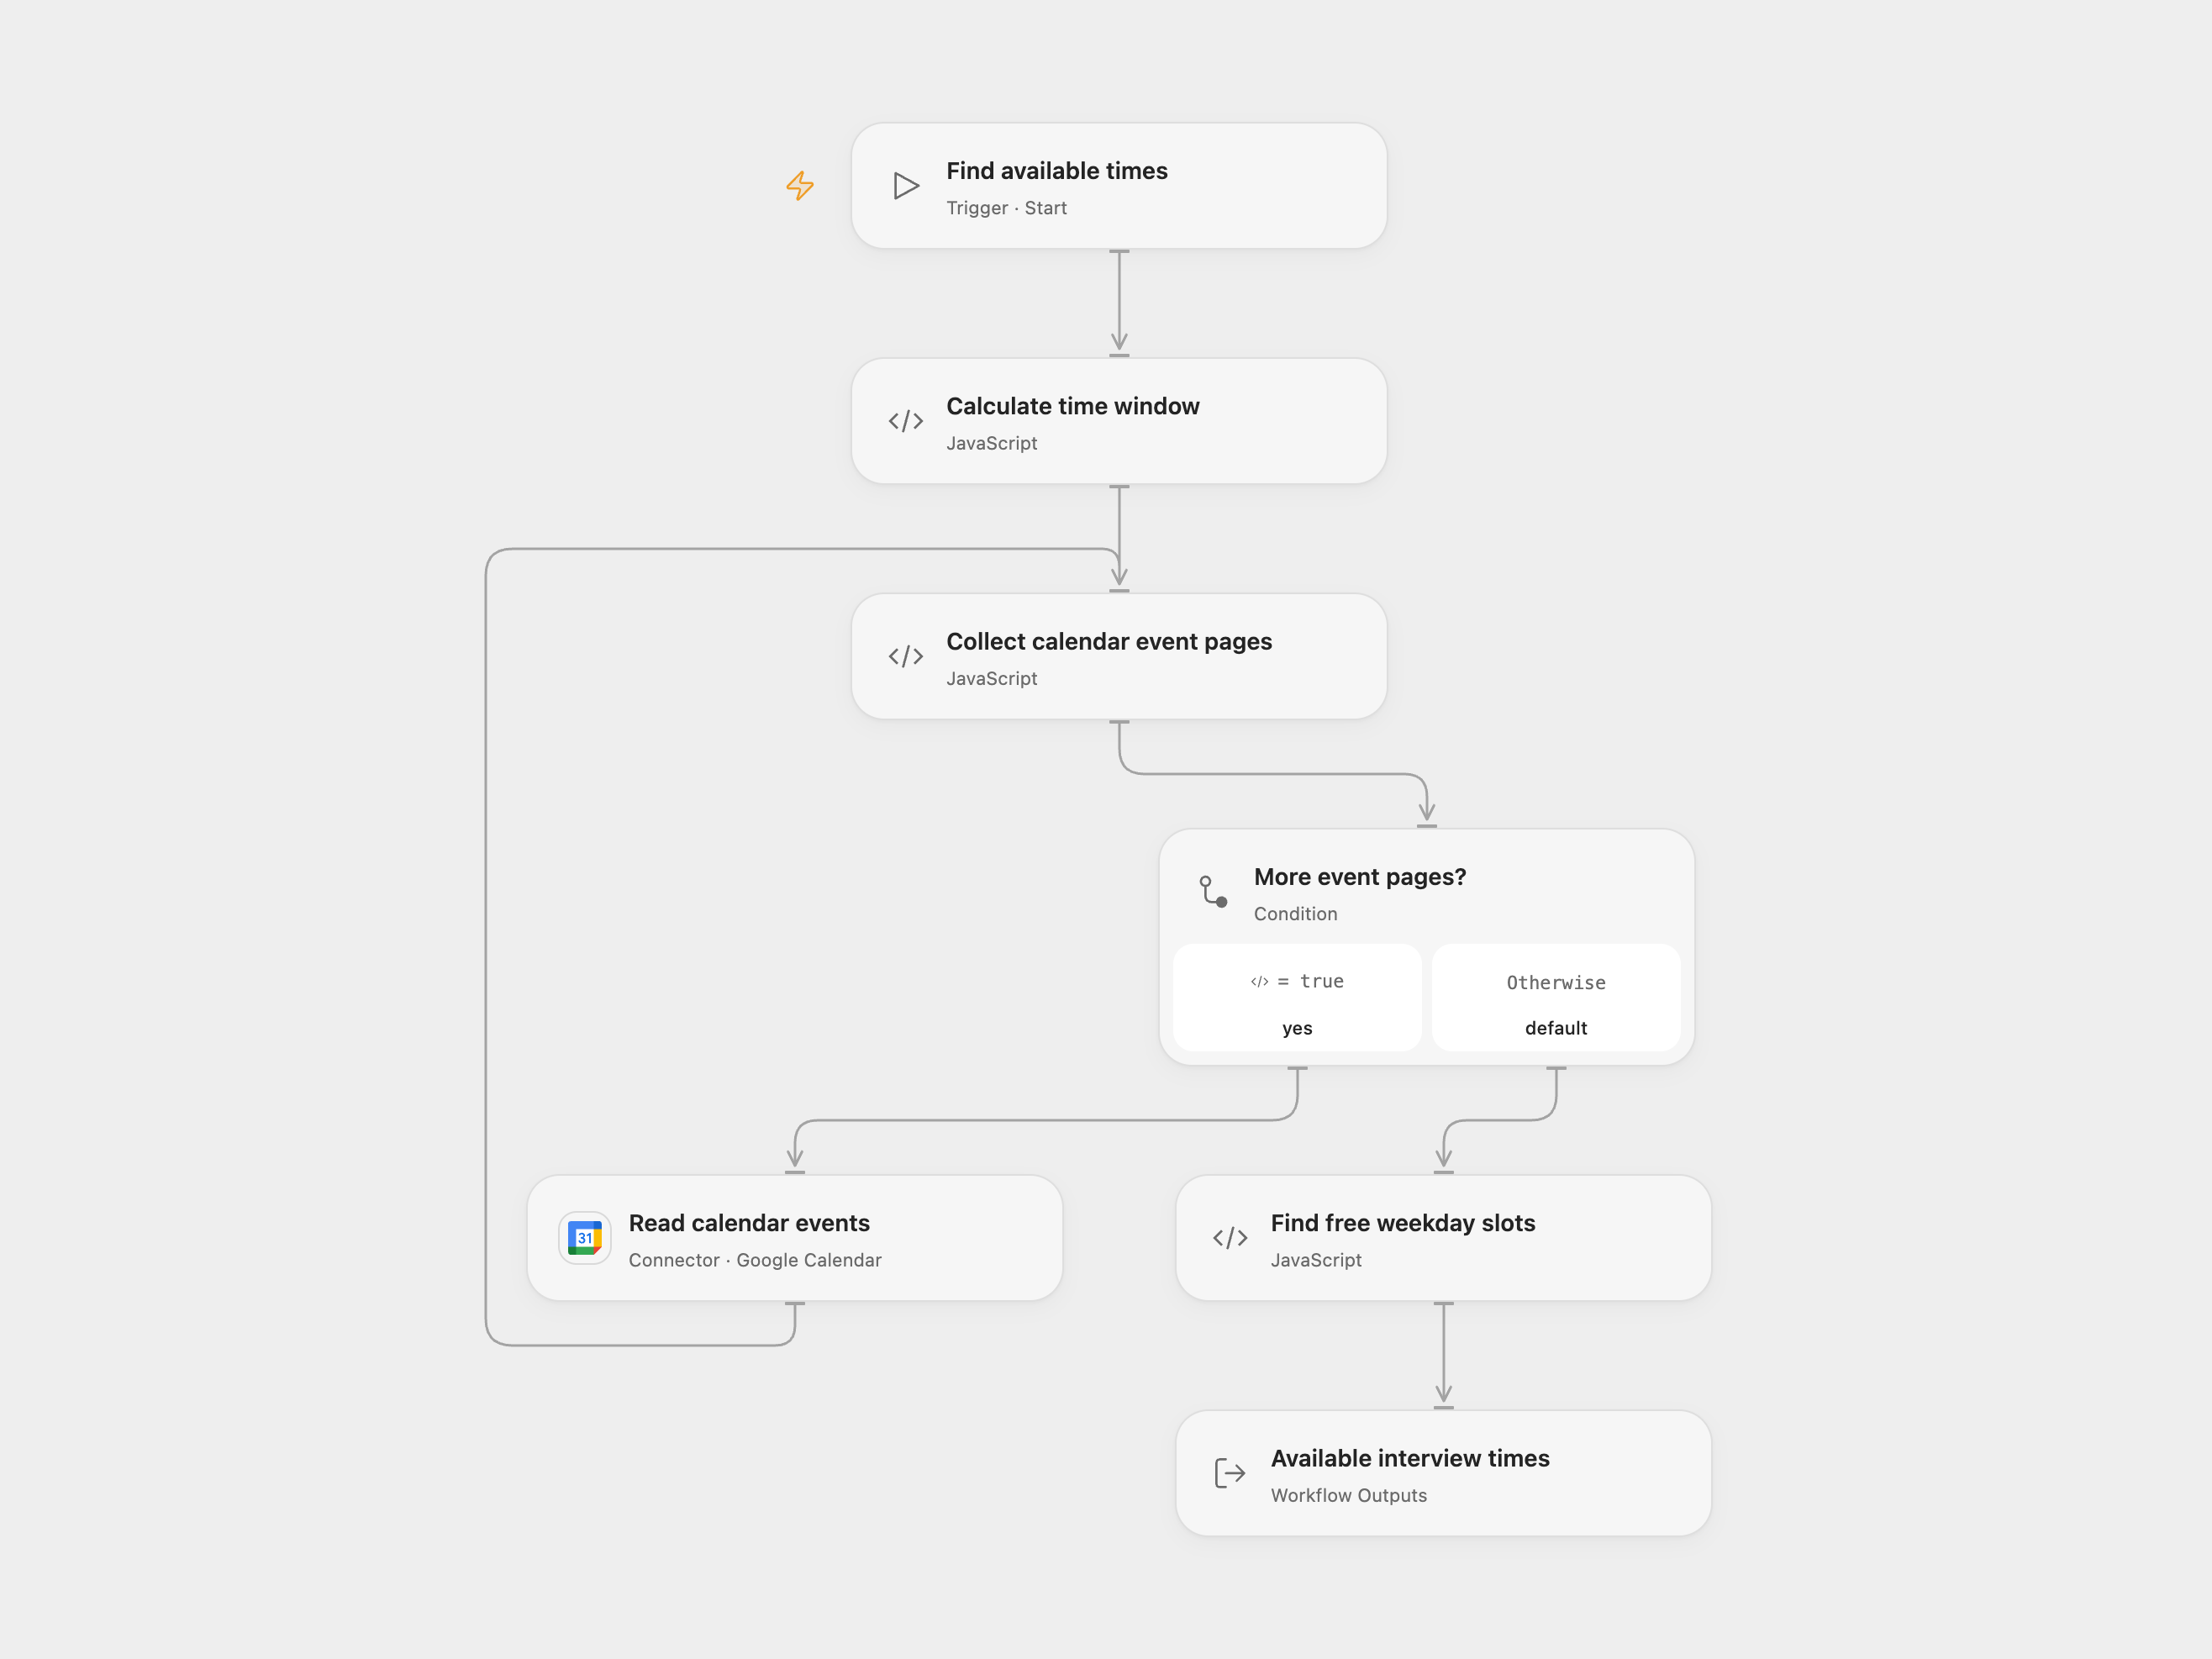 Find available times
Trigger · Start
Calculate time window
JavaScript
Collect calendar event pages
JavaScript
More event pages?
Condition
</> = true
yes
Otherwise
default
31
Read calendar events
Connector · Google Calendar
Find free weekday slots
JavaScript
Available interview times
Workflow Outputs